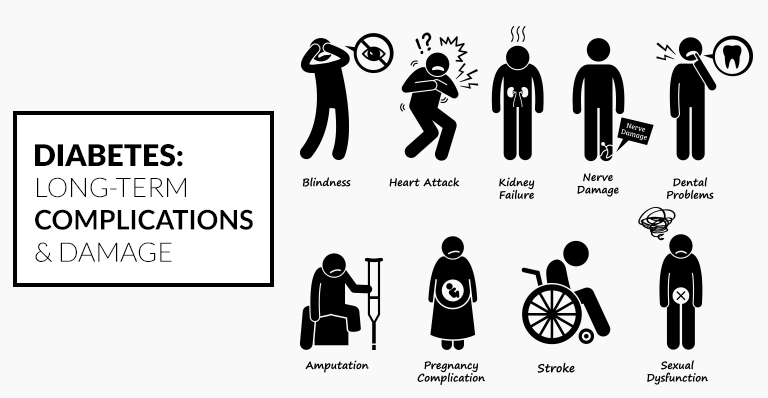 DIABETES:
LONG-TERM
COMPLICATIONS
& DAMAGE
!?
Blindness
Heart Attack
Kidney
Failure
Nerve
Damage
Nerve
Damage
Dental
Problems
Amputation
Pregnancy
Complication
Stroke
Sexual
Dysfunction